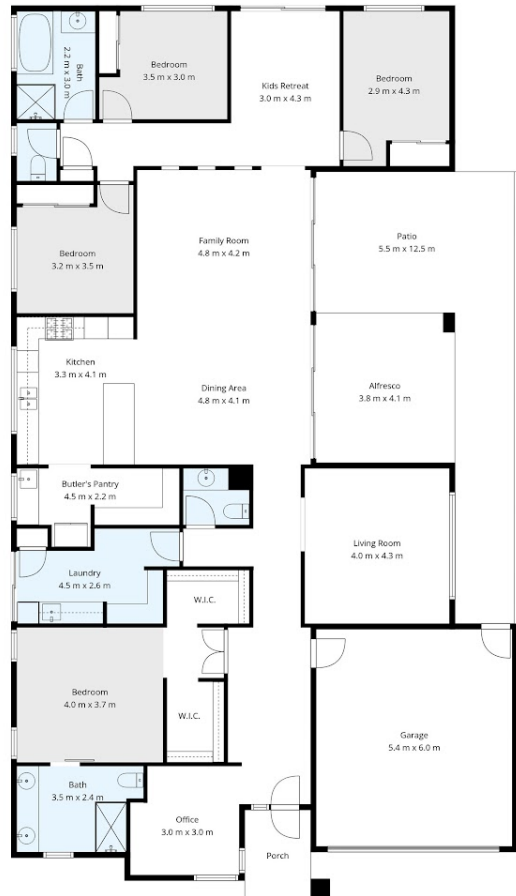 Bath
2.2 m x 3.0 m
Bedroom
3.5 m x 3.0 m
Kids Retreat
3.0 m x 4.3 m
Bedroom
2.9 m x 4.3 m
Bedroom
3.2 m x 3.5 m
Family Room
4.8 m x 4.2 m
Patio
5.5 m x 12.5 m
Kitchen
3.3 m x 4.1 m
Dining Area
4.8 m x 4.1 m
Alfresco
3.8 m x 4.1 m
Butler's Pantry
4.5 m x 2.2 m
Living Room
4.0 m x 4.3 m
Laundry
4.5 m x 2.6 m
W.I.C.
Bedroom
4.0 m x 3.7 m
W.I.C.
Garage
5.4 m x 6.0 m
Bath
3.5 m x 2.4 m
Office
3.0 m x 3.0 m
Porch